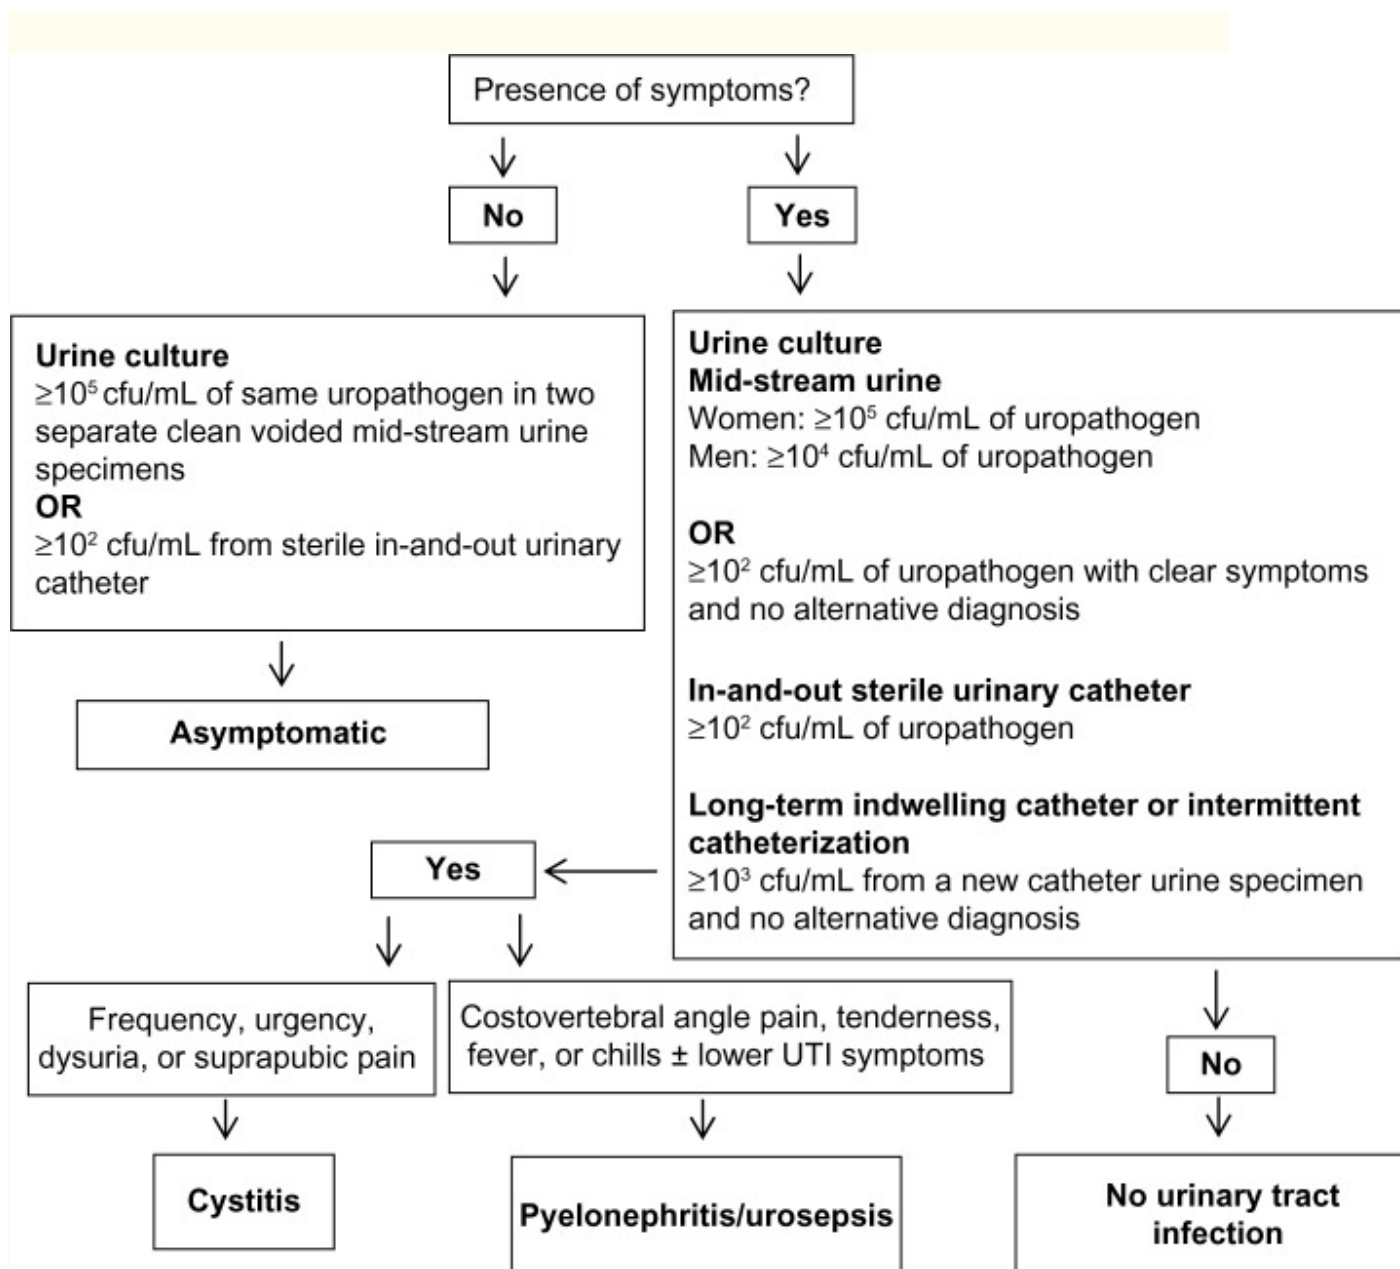 Presence of symptoms?
No
Yes
Urine culture
≥10⁵ cfu/mL of same uropathogen in two
separate clean voided mid-stream urine
specimens
OR
≥10² cfu/mL from sterile in-and-out urinary
catheter
Asymptomatic
Urine culture
Mid-stream urine
Women: ≥10⁵ cfu/mL of uropathogen
Men: ≥10⁴ cfu/mL of uropathogen
OR
≥10² cfu/mL of uropathogen with clear symptoms
and no alternative diagnosis
In-and-out sterile urinary catheter
≥10² cfu/mL of uropathogen
Long-term indwelling catheter or intermittent
catheterization
≥10³ cfu/mL from a new catheter urine specimen
and no alternative diagnosis
Yes
Frequency, urgency,
dysuria, or suprapubic pain
Cystitis
Costovertebral angle pain, tenderness,
fever, or chills ± lower UTI symptoms
Pyelonephritis/urosepsis
No
No urinary tract
infection